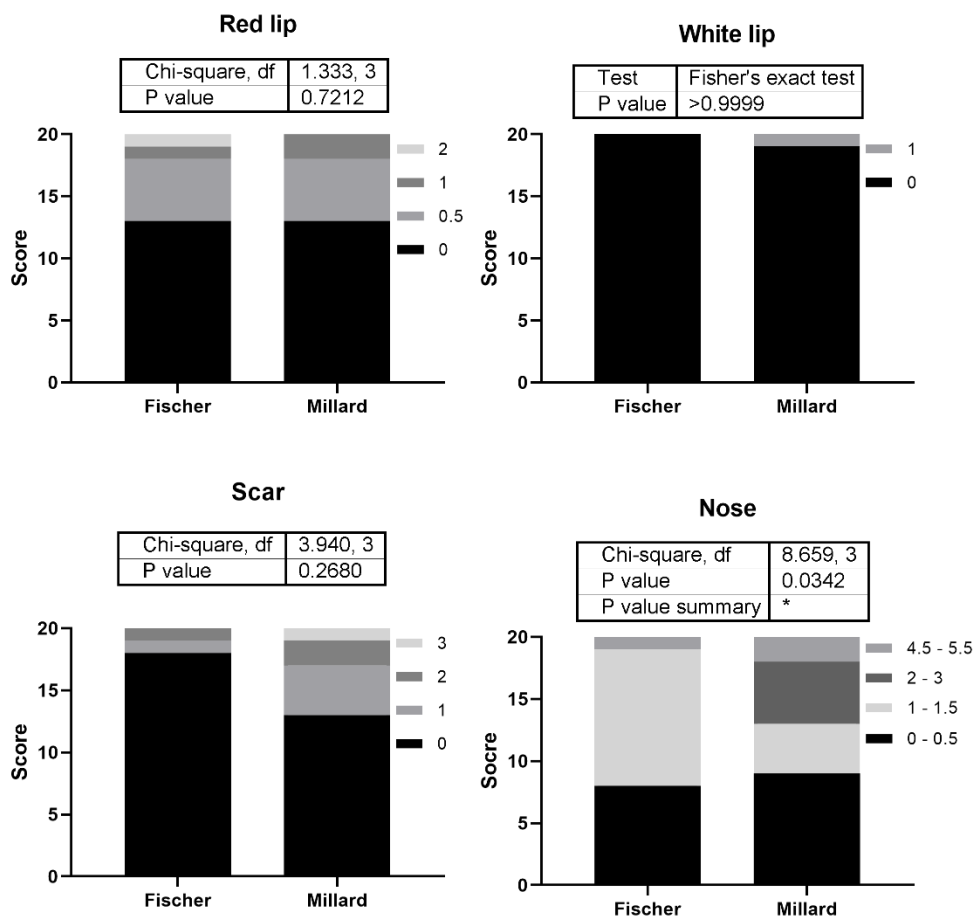 Red lip
Chi-square, df 1.333, 3
P value 0.7212
Score
20
15
10
5
0
2
1
0.5
0
Fischer Millard
White lip
Test Fisher's exact test
P value >0.9999
Score
20
15
10
5
0
1
0
Fischer Millard
Scar
Chi-square, df 3.940, 3
P value 0.2680
Score
20
15
10
5
0
3
2
1
0
Fischer Millard
Nose
Chi-square, df 8.659, 3
P value 0.0342
P value summary *
Socre
20
15
10
5
0
4.5 - 5.5
2 - 3
1 - 1.5
0 - 0.5
Fischer Millard